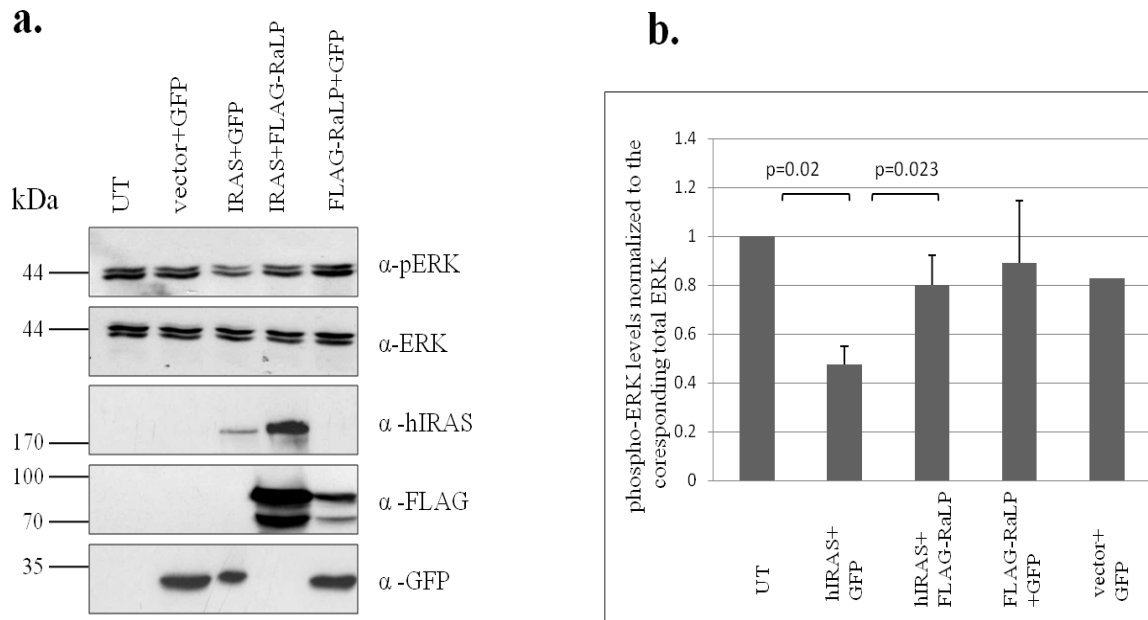 a.
kDa
UT
vector+GFP
IRAS+GFP
IRAS+FLAG-RaLP
FLAG-RaLP+GFP
44
α-pERK
44
α-ERK
170
α-hIRAS
100
70
α-FLAG
35
α-GFP
b.
phospho-ERK levels normalized to the
coresponding total ERK
1.4
1.2
1
0.8
0.6
0.4
0.2
0
p=0.02
p=0.023
UT
hIRAS+
GFP
hIRAS+
FLAG-RaLP
FLAG-RaLP
+GFP
vector+
GFP